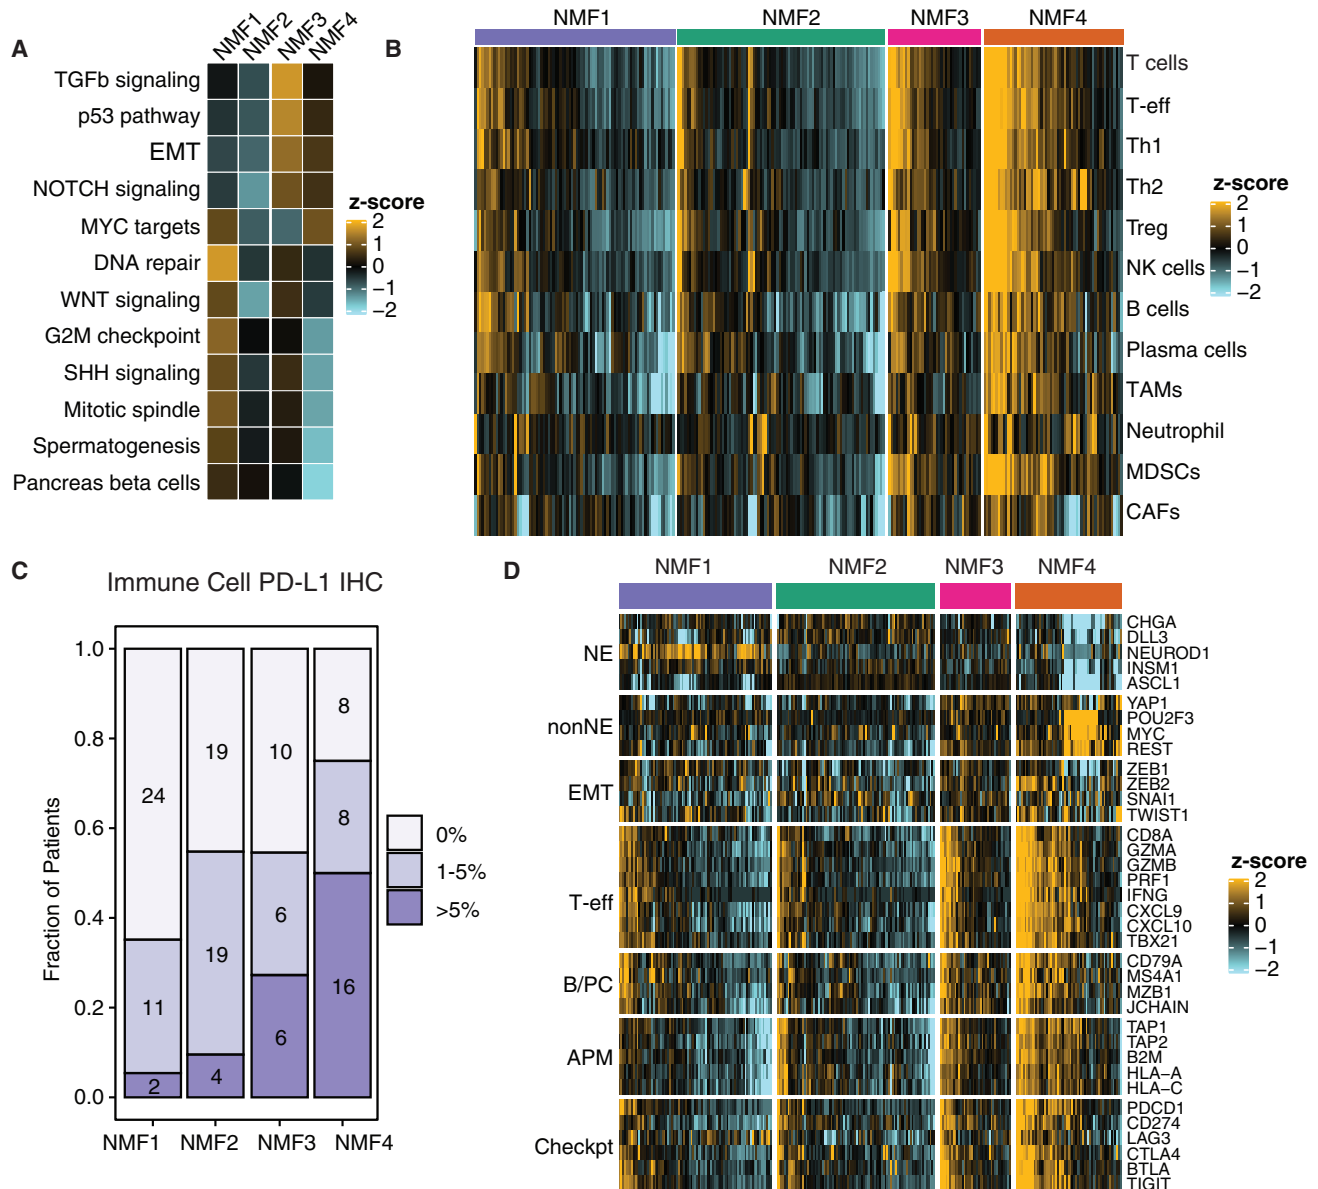 A
NMF1 NMF2 NMF3 NMF4
TGFb signaling
p53 pathway
EMT
NOTCH signaling
MYC targets
DNA repair
WNT signaling
G2M checkpoint
SHH signaling
Mitotic spindle
Spermatogenesis
Pancreas beta cells
z-score
2
1
0
−1
−2
B
NMF1 NMF2 NMF3 NMF4
T cells
T-eff
Th1
Th2
Treg
NK cells
B cells
Plasma cells
TAMs
Neutrophil
MDSCs
CAFs
z-score
2
1
0
−1
−2
C
Immune Cell PD-L1 IHC
Fraction of Patients
1.0
0.8
0.6
0.4
0.2
0.0
24 19 10 8
11 19 6 8
2 4 6 16
NMF1 NMF2 NMF3 NMF4
0%
1-5%
>5%
D
NMF1 NMF2 NMF3 NMF4
NE
CHGA
DLL3
NEUROD1
INSM1
ASCL1
nonNE
YAP1
POU2F3
MYC
REST
EMT
ZEB1
ZEB2
SNAI1
TWIST1
T-eff
CD8A
GZMA
GZMB
PRF1
IFNG
CXCL9
CXCL10
TBX21
B/PC
CD79A
MS4A1
MZB1
JCHAIN
APM
TAP1
TAP2
B2M
HLA−A
HLA−C
Checkpt
PDCD1
CD274
LAG3
CTLA4
BTLA
TIGIT
z-score
2
1
0
−1
−2